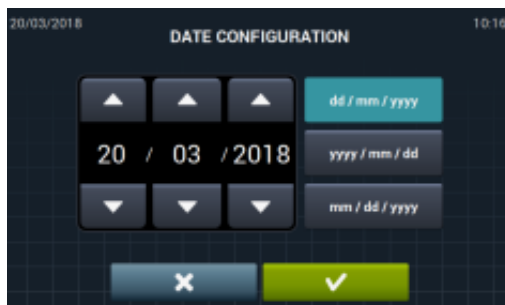 20/03/2018
DATE CONFIGURATION
10:16
dd / mm / yyyy
20 / 03 / 2018
yyyy / mm / dd
mm / dd / yyyy